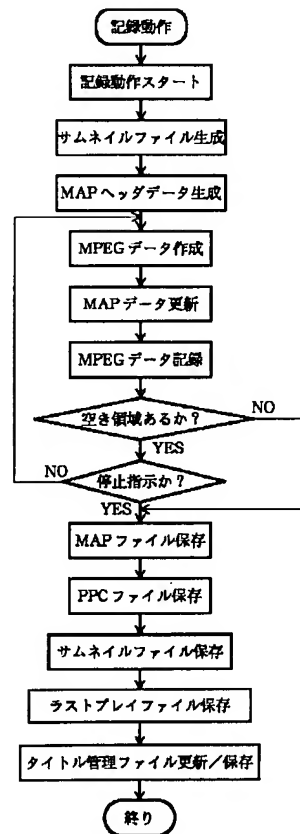 記録動作
記録動作スタート
サムネイルファイル生成
MAPヘッダデータ生成
MPEGデータ作成
MAPデータ更新
MPEGデータ記録
空き領域あるか?
NO
YES
停止指示か?
NO
YES
MAPファイル保存
PPCファイル保存
サムネイルファイル保存
ラストプレイファイル保存
タイトル管理ファイル更新/保存
終り